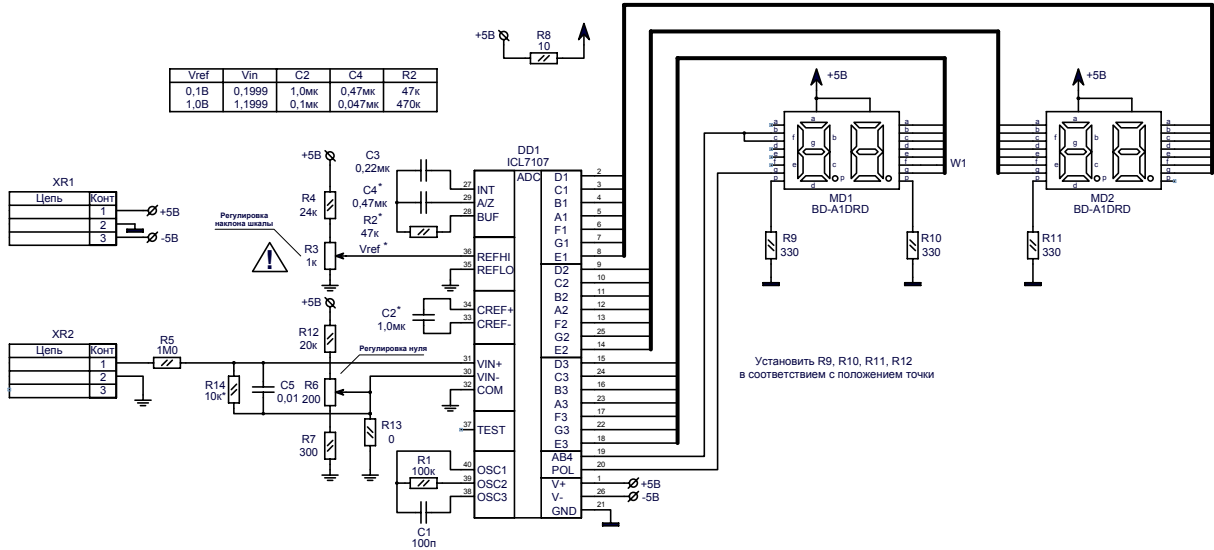 +5В
R8
10
Vref Vin C2 C4 R2
0,1В 0,1999 1,0мк 0,47мк 47к
1,0В 1,1999 0,1мк 0,047мк 470к
XR1
Цепь Конт
1 +5В
2
3 -5В
XR2
Цепь Конт
1
2
3
R5
1М0
R14
10к*
C5
0,01
+5В
R4
24к
Регулировка
наклона шкалы
R3
1к
Vref *
+5В
R12
20к
Регулировка нуля
R6
200
R7
300
R13
0
C3
0,22мк
C4*
0,47мк
R2*
47к
C2*
1,0мк
R1
100к
C1
100п
DD1
ICL7107
ADC
27 INT
29 A/Z
28 BUF
36 REFHI
35 REFLO
34 CREF+
33 CREF-
31 VIN+
30 VIN-
32 COM
37 TEST
40 OSC1
39 OSC2
38 OSC3
D1 2
C1 3
B1 4
A1 5
F1 6
G1 7
E1 8
D2 9
C2 10
B2 11
A2 12
F2 13
G2 25
E2 14
D3 15
C3 24
B3 16
A3 23
F3 17
G3 22
E3 18
AB4 19
POL 20
V+ 1 +5В
V- 26 -5В
GND 21
+5В
a b c d e f g p
a b c d e f g p
a b c d e f g p
MD1
BD-A1DRD
W1
R9
330
R10
330
+5В
a b c d e f g p
a b c d e f g p
a b c d e f g p
MD2
BD-A1DRD
R11
330
Установить R9, R10, R11, R12
в соответствием с положением точки